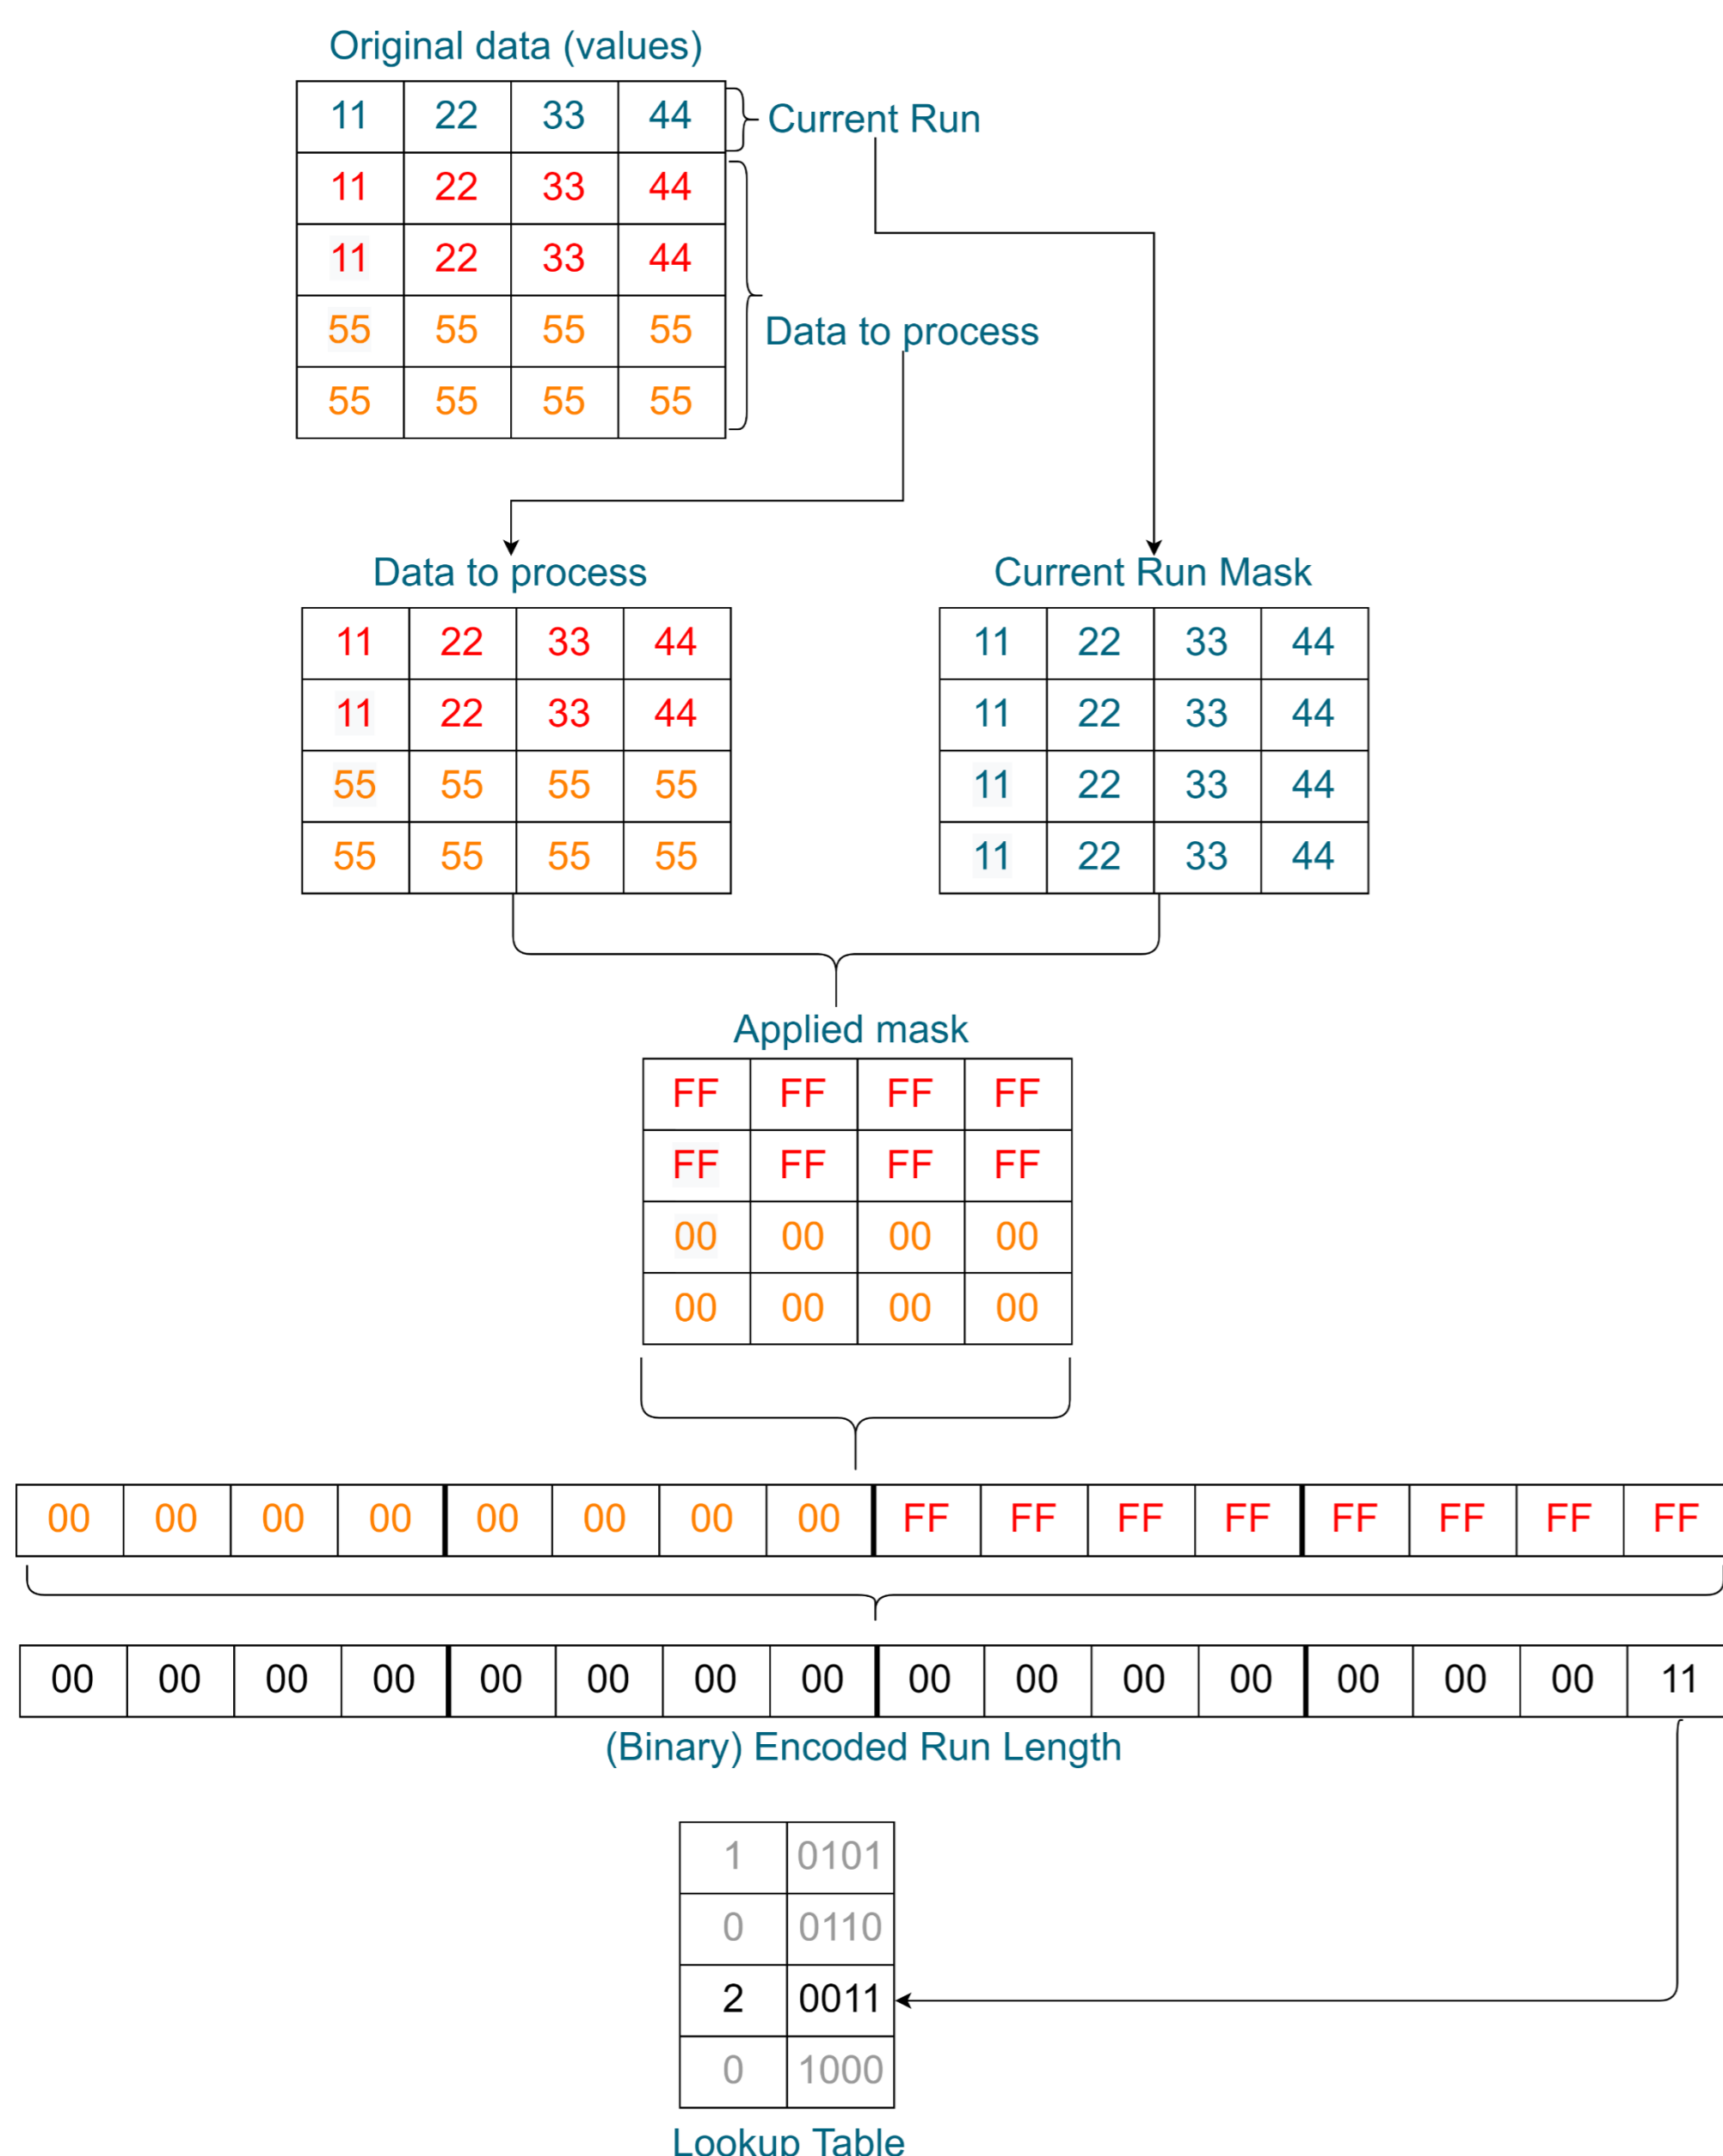 Original data (values)
11 22 33 44
Current Run
11 22 33 44
11 22 33 44
55 55 55 55
Data to process
55 55 55 55
Data to process
11 22 33 44
11 22 33 44
55 55 55 55
55 55 55 55
Current Run Mask
11 22 33 44
11 22 33 44
11 22 33 44
11 22 33 44
Applied mask
FF FF FF FF
FF FF FF FF
00 00 00 00
00 00 00 00
00 00 00 00 00 00 00 00 FF FF FF FF FF FF FF FF
00 00 00 00 00 00 00 00 00 00 00 00 00 00 00 11
(Binary) Encoded Run Length
1 0101
0 0110
2 0011
0 1000
Lookup Table